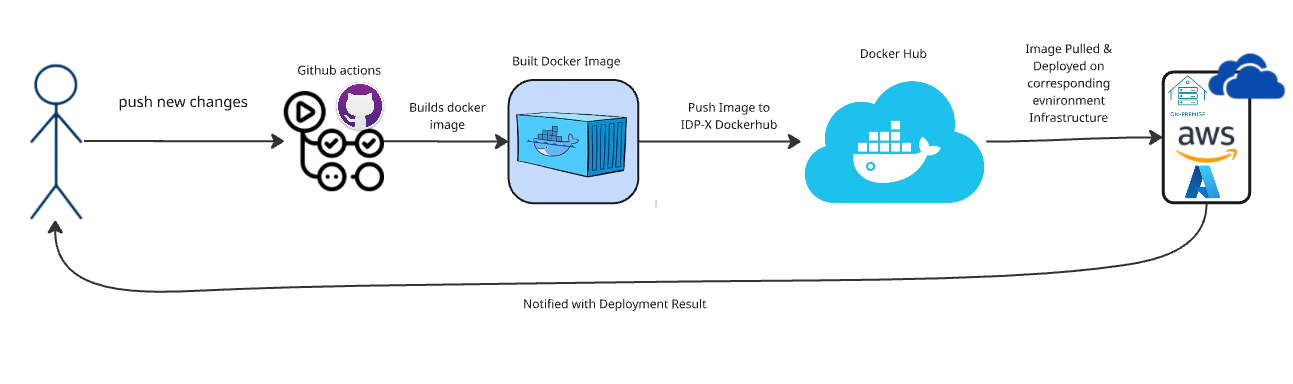 push new changes
Github actions
Builds docker
image
Built Docker Image
Push Image to
IDP-X Dockerhub
Docker Hub
Image Pulled &
Deployed on
corresponding
evnironment
Infrastructure
ON-PREMISE
aws
Notified with Deployment Result